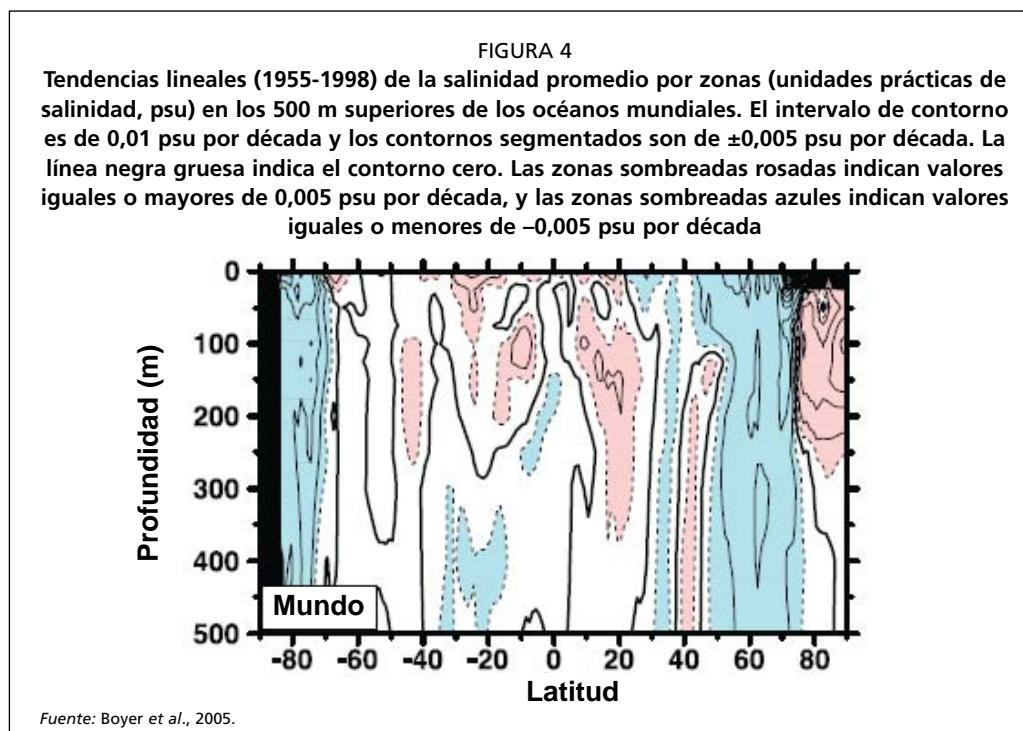 FIGURA 4
Tendencias lineales (1955-1998) de la salinidad promedio por zonas (unidades prácticas de
salinidad, psu) en los 500 m superiores de los océanos mundiales. El intervalo de contorno
es de 0,01 psu por década y los contornos segmentados son de ±0,005 psu por década. La
línea negra gruesa indica el contorno cero. Las zonas sombreadas rosadas indican valores
iguales o mayores de 0,005 psu por década, y las zonas sombreadas azules indican valores
iguales o menores de –0,005 psu por década
0
100
200
300
400
500
Profundidad (m)
Mundo
-80 -60 -40 -20 0 20 40 60 80
Latitud
Fuente: Boyer et al., 2005.